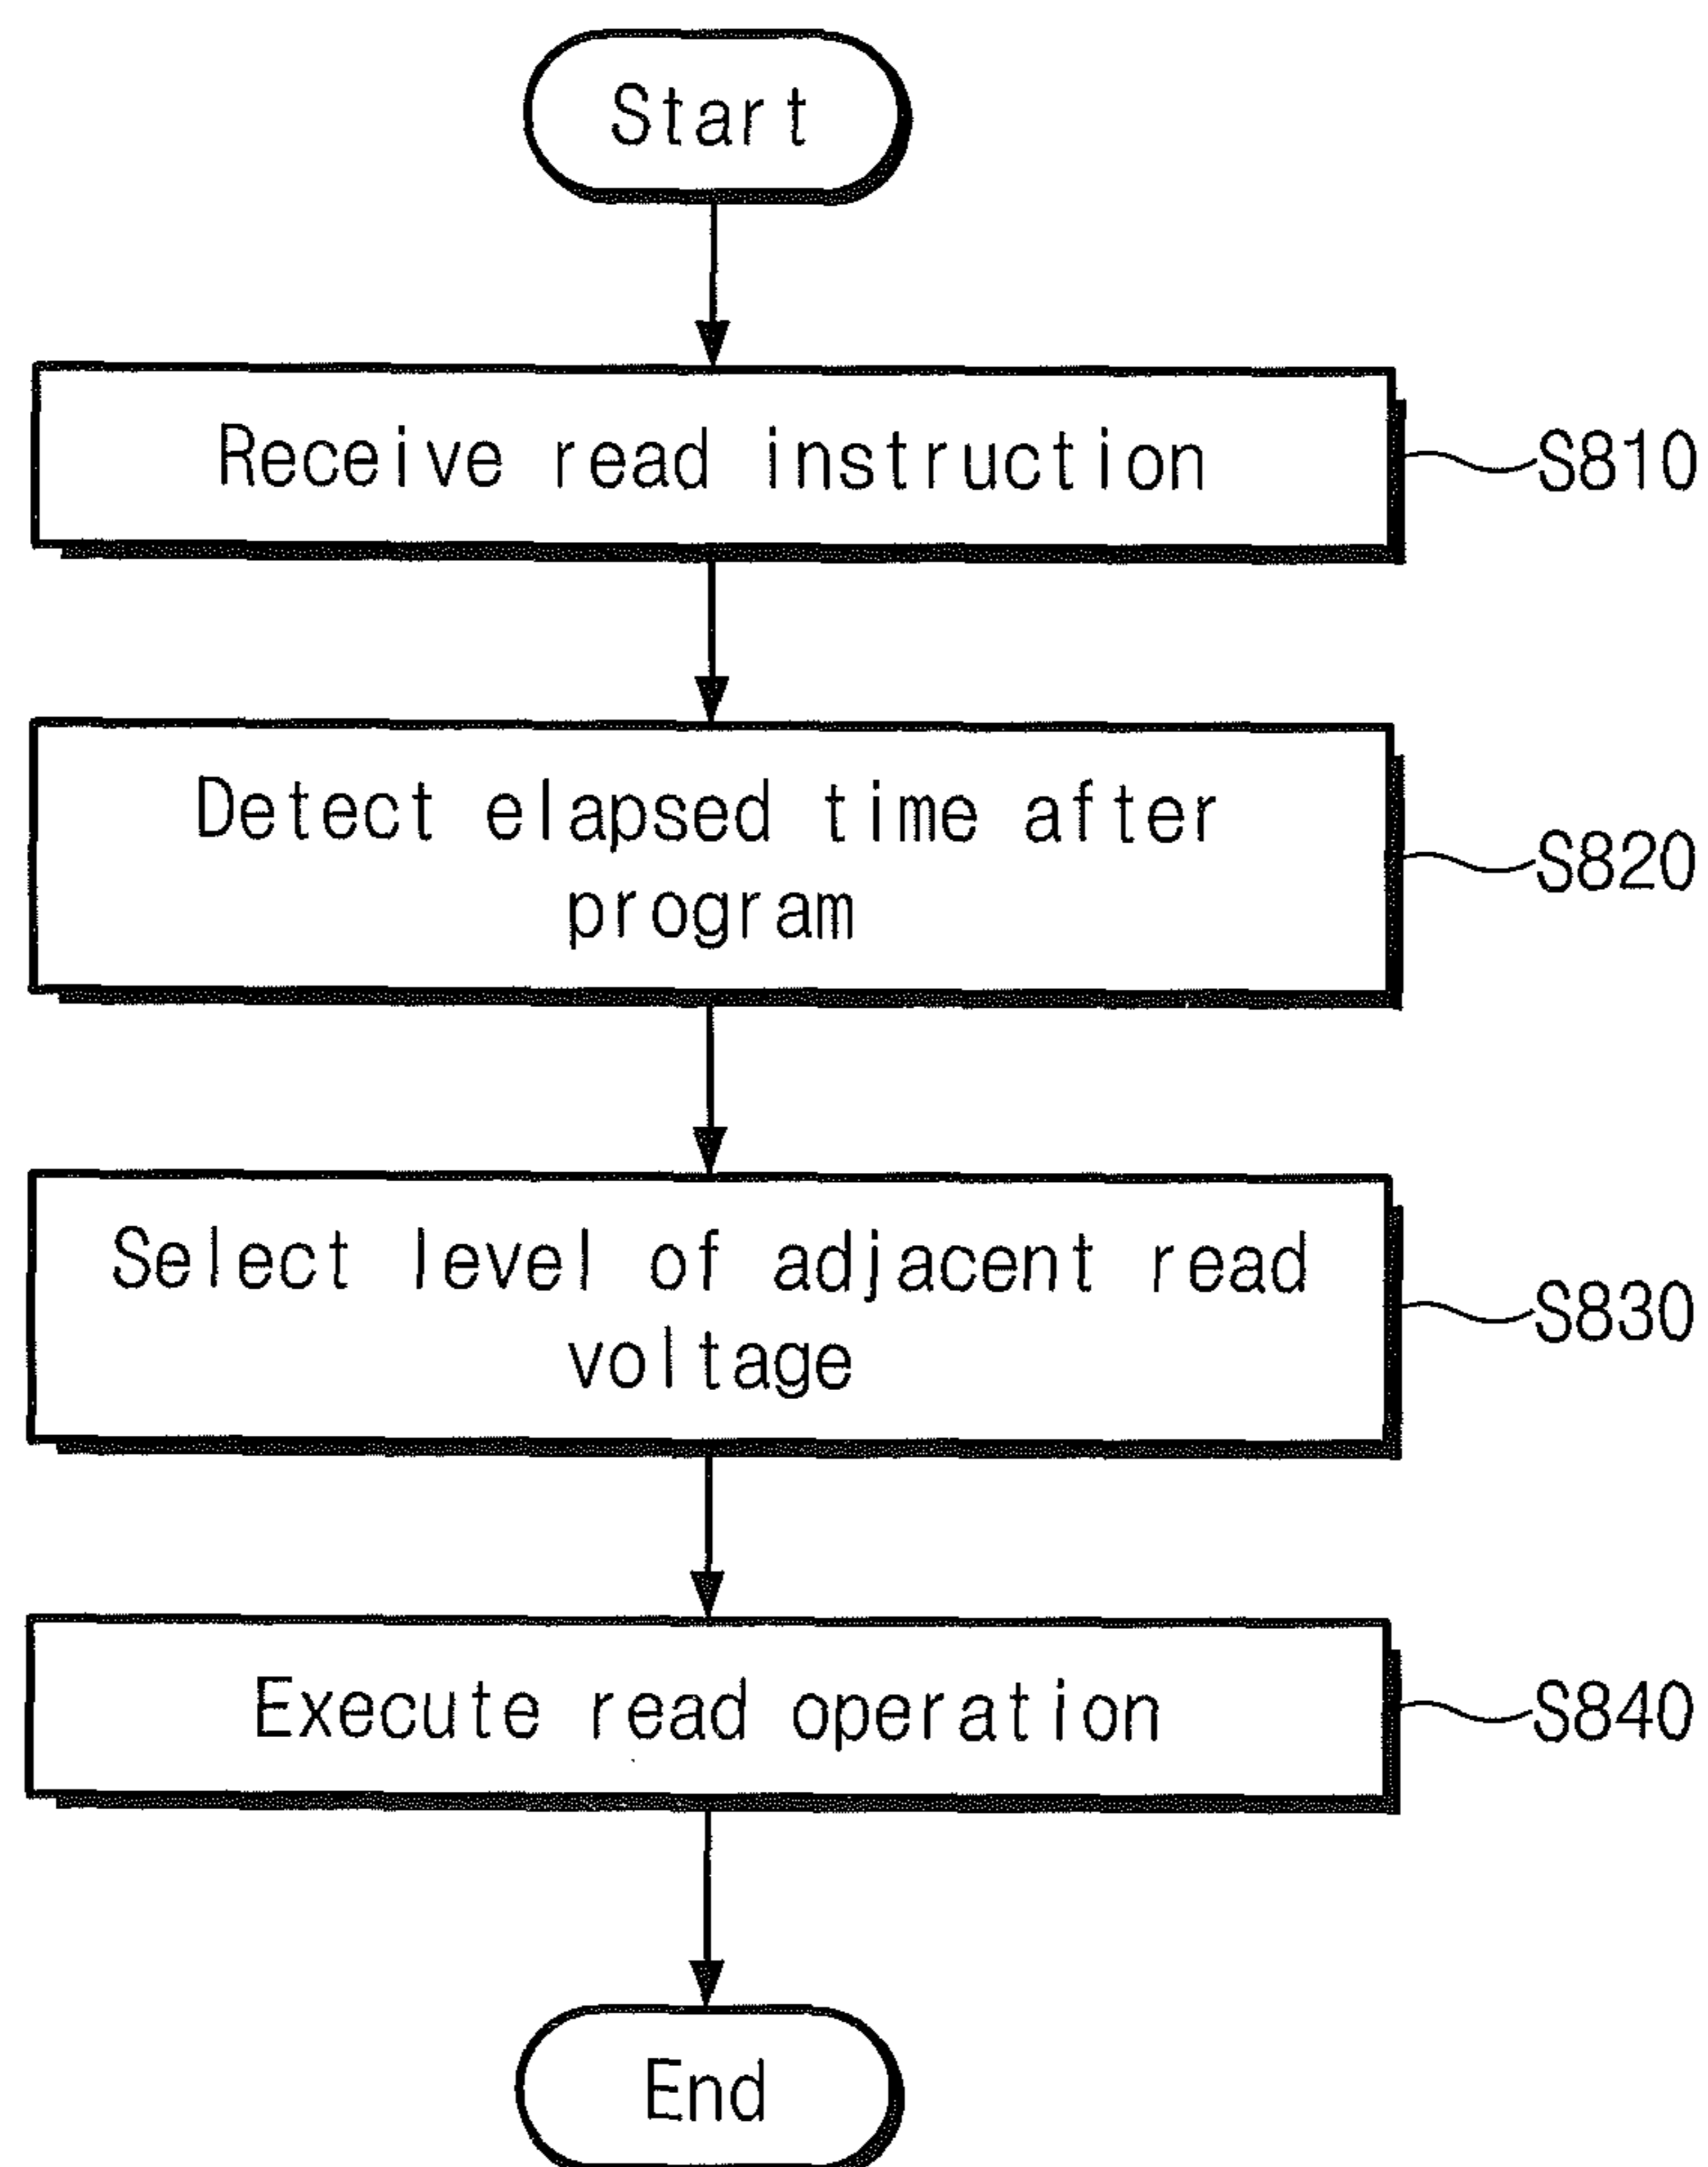 Start
Receive read instruction
S810
Detect elapsed time after
program
S820
Select level of adjacent read
voltage
S830
Execute read operation
S840
End